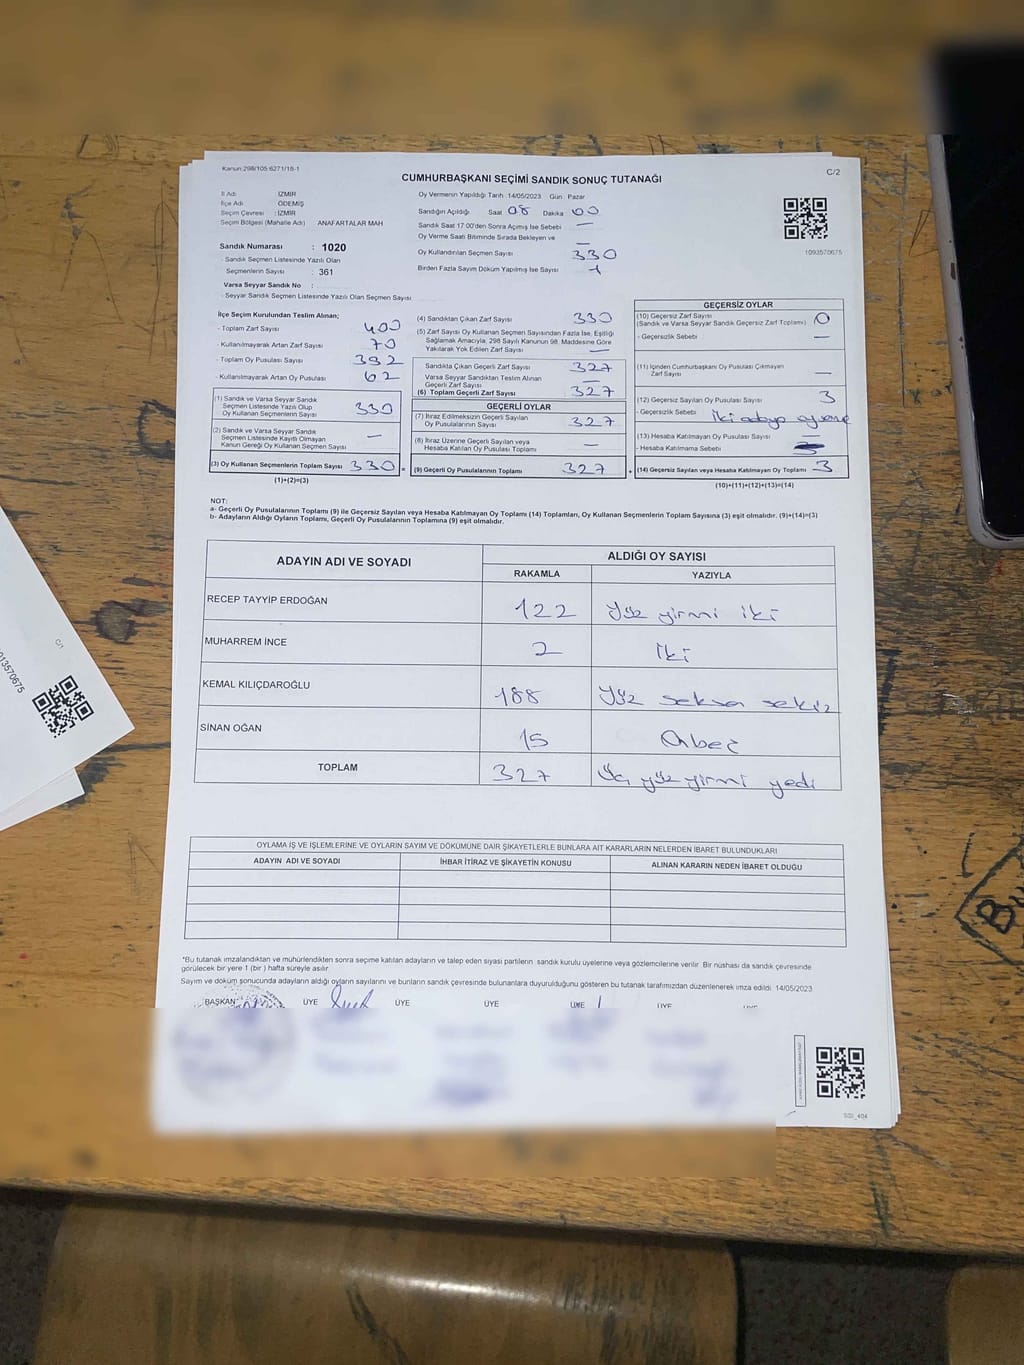 Kanun:298/105:6271/18-1
C/2
CUMHURBAŞKANI SEÇİMİ SANDIK SONUÇ TUTANAĞI
İl Adı : İZMİR
İlçe Adı : ÖDEMİŞ
Seçim Çevresi : İZMİR
Seçim Bölgesi (Mahalle Adı) : ANAFARTALAR MAH
Sandık Numarası : 1020
- Sandık Seçmen Listesinde Yazılı Olan
Seçmenlerin Sayısı : 361
Varsa Seyyar Sandık No :
- Seyyar Sandık Seçmen Listesinde Yazılı Olan Seçmen Sayısı :
Oy Vermenin Yapıldığı Tarih :14/05/2023 Gün : Pazar
Sandığın Açıldığı Saat 08 Dakika 00
Sandık Saat 17:00'den Sonra Açımış İse Sebebi —
Oy Verme Saati Bitiminde Sırada Bekleyen ve
Oy Kullandırılan Seçmen Sayısı 330
Birden Fazla Sayım Döküm Yapılmış İse Sayısı 1
1093570675
İlçe Seçim Kurulundan Teslim Alınan;
- Toplam Zarf Sayısı 400
- Kullanılmayarak Artan Zarf Sayısı 70
- Toplam Oy Pusulası Sayısı 392
- Kullanılmayarak Artan Oy Pusulası 62
(1) Sandık ve Varsa Seyyar Sandık
Seçmen Listesinde Yazılı Olup
Oy Kullanan Seçmenlerin Sayısı 330
(2) Sandık ve Varsa Seyyar Sandık
Seçmen Listesinde Kayıtlı Olmayan
Kanun Gereği Oy Kullanan Seçmen Sayısı —
(3) Oy Kullanan Seçmenlerin Toplam Sayısı 330 =
(1)+(2)=(3)
(4) Sandıktan Çıkan Zarf Sayısı 330
(5) Zarf Sayısı Oy Kullanan Seçmen Sayısından Fazla İse, Eşitliği
Sağlamak Amacıyla, 298 Sayılı Kanunun 98. Maddesine Göre
Yakılarak Yok Edilen Zarf Sayısı —
Sandıkta Çıkan Geçerli Zarf Sayısı 327
Varsa Seyyar Sandıktan Teslim Alınan
Geçerli Zarf Sayısı —
(6) Toplam Geçerli Zarf Sayısı 327
GEÇERLİ OYLAR
(7) İtiraz Edilmeksizin Geçerli Sayılan
Oy Pusulalarının Sayısı 327
(8) İtiraz Üzerine Geçerli Sayılan veya
Hesaba Katılan Oy Pusulaları Toplamı —
(9) Geçerli Oy Pusulalarının Toplamı 327 +
GEÇERSİZ OYLAR
(10) Geçersiz Zarf Sayısı
(Sandık ve Varsa Seyyar Sandık Geçersiz Zarf Toplamı) 0
- Geçersizlik Sebebi —
(11) İçinden Cumhurbaşkanı Oy Pusulası Çıkmayan
Zarf Sayısı —
(12) Geçersiz Sayılan Oy Pusulası Sayısı 3
- Geçersizlik Sebebi İki adaya oy
(13) Hesaba Katılmayan Oy Pusulası Sayısı —
- Hesaba Katılmama Sebebi
(14) Geçersiz Sayılan veya Hesaba Katılmayan Oy Toplamı 3
(10)+(11)+(12)+(13)=(14)
NOT:
a- Geçerli Oy Pusulalarının Toplamı (9) ile Geçersiz Sayılan veya Hesaba Katılmayan Oy Toplamı (14) Toplamları, Oy Kullanan Seçmenlerin Toplam Sayısına (3) eşit olmalıdır. (9)+(14)=(3)
b- Adayların Aldığı Oyların Toplamı, Geçerli Oy Pusulalarının Toplamına (9) eşit olmalıdır.
ADAYIN ADI VE SOYADI ALDIĞI OY SAYISI
RAKAMLA YAZIYLA
RECEP TAYYİP ERDOĞAN 122 Yüz yirmi iki
MUHARREM İNCE 2 İki
KEMAL KILIÇDAROĞLU 188 Yüz seksen sekiz
SİNAN OĞAN 15 Onbeş
TOPLAM 327 Üç yüz yirmi yedi
OYLAMA İŞ VE İŞLEMLERİNE VE OYLARIN SAYIM VE DÖKÜMÜNE DAİR ŞİKAYETLERLE BUNLARA AİT KARARLARIN NELERDEN İBARET BULUNDUKLARI
ADAYIN ADI VE SOYADI İHBAR İTİRAZ VE ŞİKAYETİN KONUSU ALINAN KARARIN NEDEN İBARET OLDUĞU
*Bu tutanak imzalandıktan ve mühürlendikten sonra seçime katılan adayların ve talep eden siyasi partilerin sandık kurulu üyelerine veya gözlemcilerine verilir. Bir nüshası da sandık çevresinde
görülecek bir yere 1 (bir ) hafta süreyle asılır.
Sayım ve döküm sonucunda adayların aldığı oyların sayılarını ve bunların sandık çevresinde bulunanlara duyurulduğunu gösteren bu tutanak tarafımızdan düzenlenerek imza edildi. 14/05/2023
BAŞKAN ÜYE ÜYE ÜYE ÜYE ÜYE
SSI_404
C/1